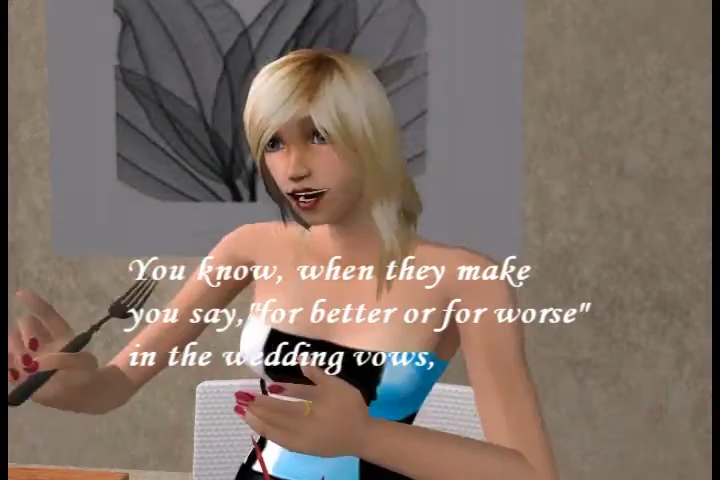 You know, when they make
you say,"for better or for worse"
in the wedding vows,